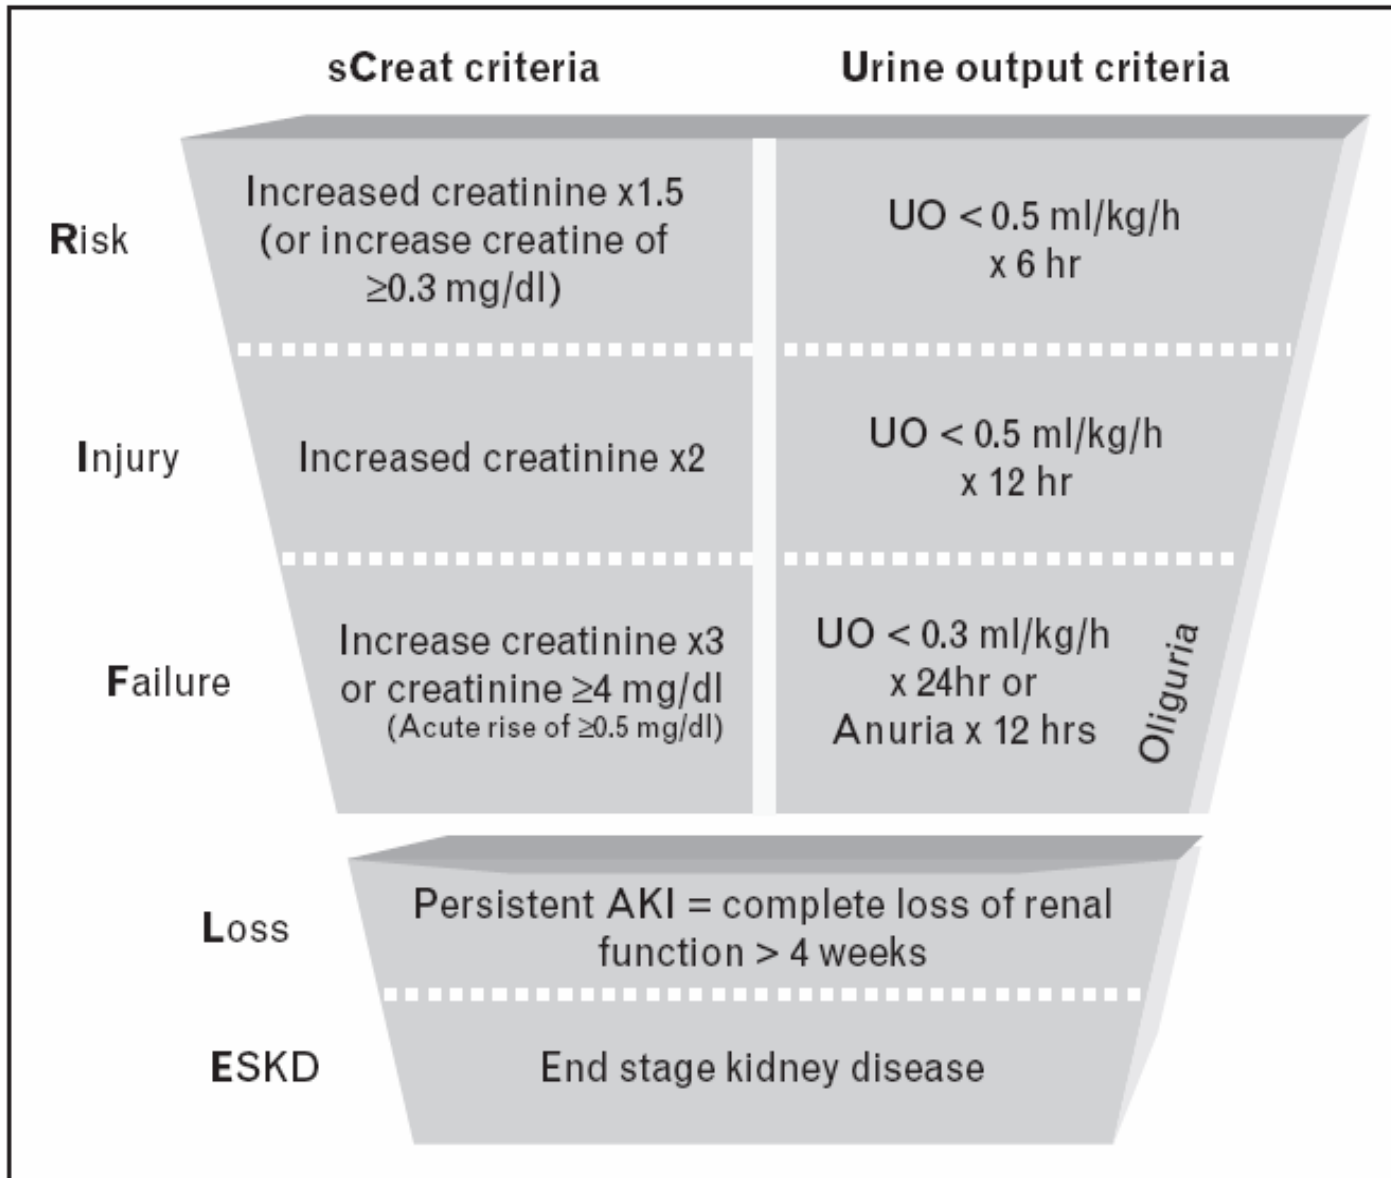 sCreat criteria
Urine output criteria
Risk
Increased creatinine x1.5
(or increase creatine of
≥0.3 mg/dl)
UO < 0.5 ml/kg/h
x 6 hr
Injury
Increased creatinine x2
UO < 0.5 ml/kg/h
x 12 hr
Failure
Increase creatinine x3
or creatinine ≥4 mg/dl
(Acute rise of ≥0.5 mg/dl)
UO < 0.3 ml/kg/h
x 24hr or
Anuria x 12 hrs
Oliguria
Loss
Persistent AKI = complete loss of renal
function > 4 weeks
ESKD
End stage kidney disease